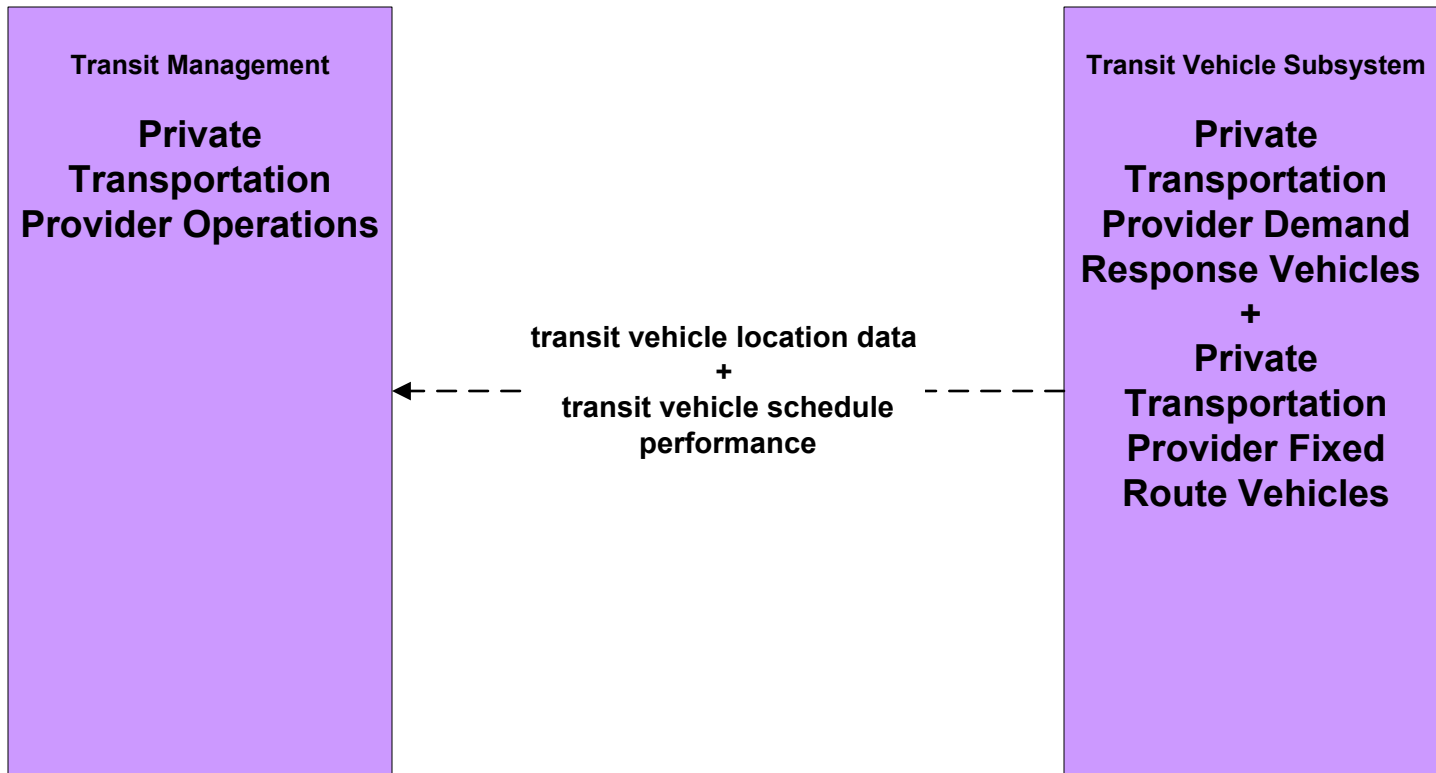 Transit Management
Private
Transportation
Provider Operations
transit vehicle location data
+
transit vehicle schedule
performance
Transit Vehicle Subsystem
Private
Transportation
Provider Demand
Response Vehicles
+
Private
Transportation
Provider Fixed
Route Vehicles